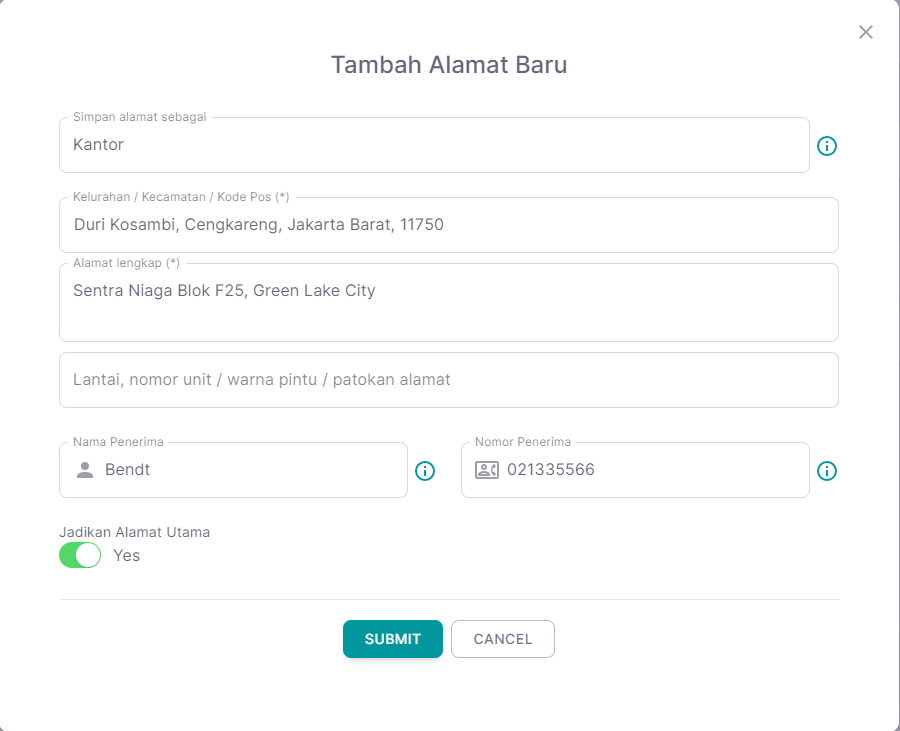 Tambah Alamat Baru
Simpan alamat sebagai
Kantor
Kelurahan / Kecamatan / Kode Pos (*)
Duri Kosambi, Cengkareng, Jakarta Barat, 11750
Alamat lengkap (*)
Sentra Niaga Blok F25, Green Lake City
Lantai, nomor unit / warna pintu / patokan alamat
Nama Penerima
Bendt
Nomor Penerima
021335566
Jadikan Alamat Utama
Yes
SUBMIT
CANCEL